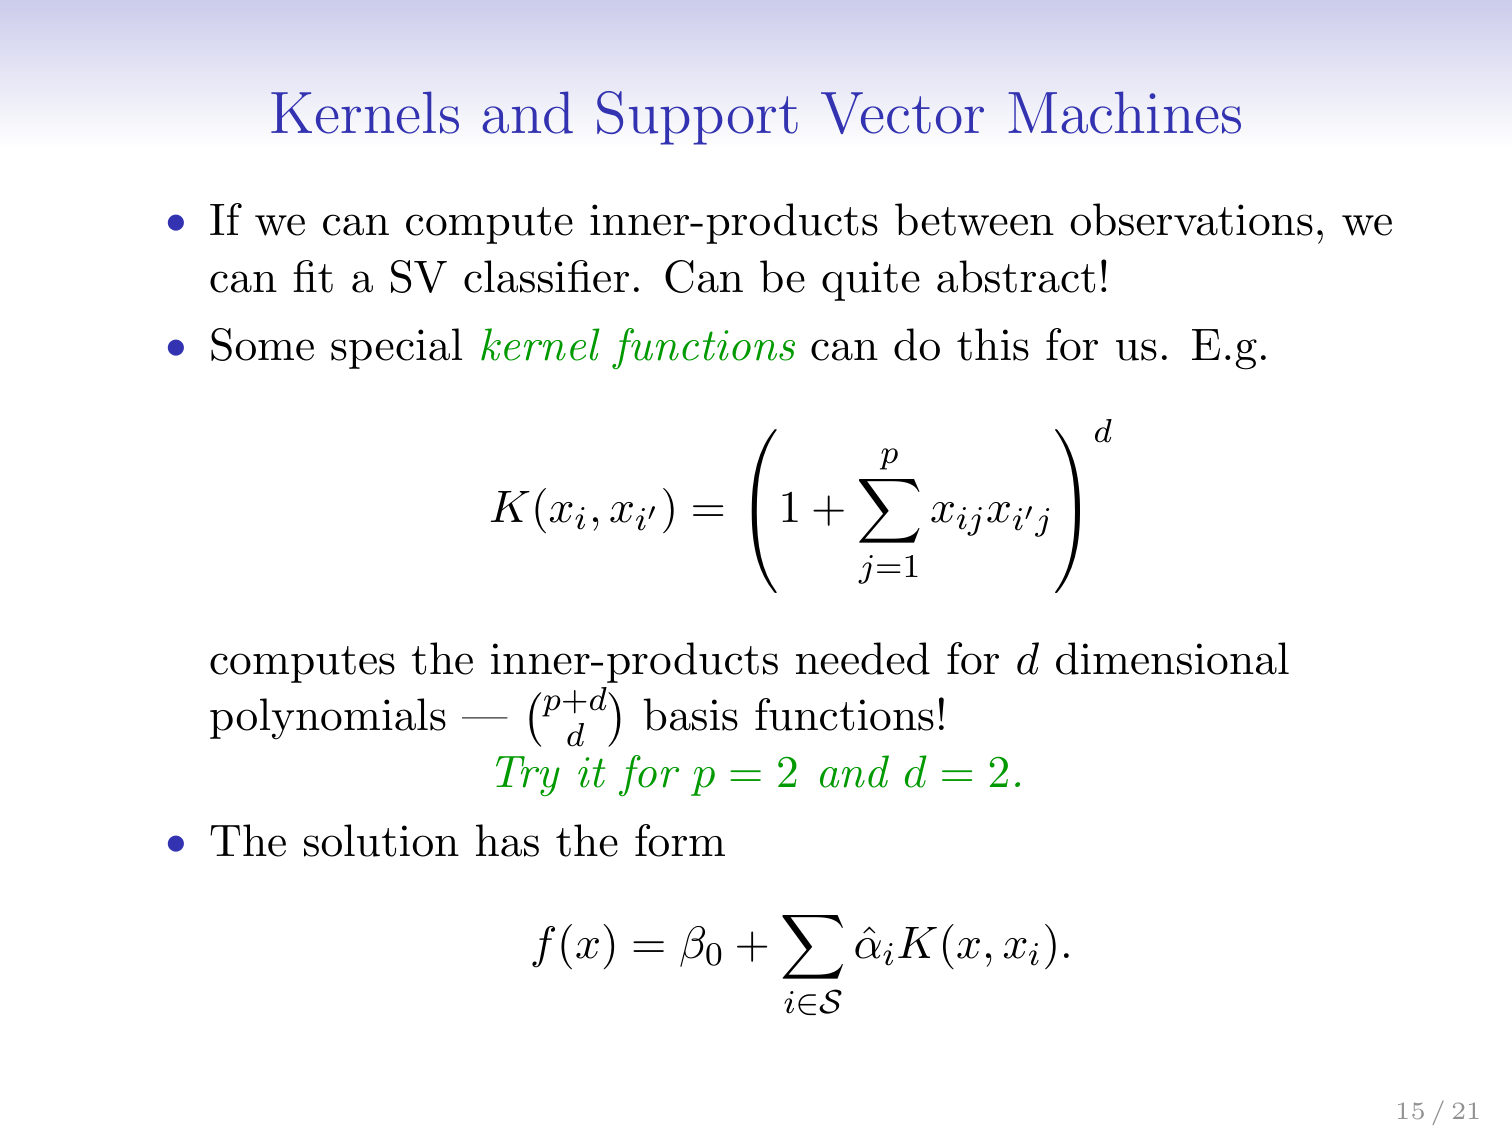 Kernels and Support Vector Machines
• If we can compute inner-products between observations, we
can fit a SV classifier. Can be quite abstract!
• Some special kernel functions can do this for us. E.g.
$K(x_i, x_{i'}) = \left(1 + \sum_{j=1}^{p} x_{ij} x_{i'j}\right)^d$
computes the inner-products needed for $d$ dimensional
polynomials — $\binom{p+d}{d}$ basis functions!
Try it for $p = 2$ and $d = 2$.
• The solution has the form
$f(x) = \beta_0 + \sum_{i \in \mathcal{S}} \hat{\alpha}_i K(x, x_i).$
15 / 21